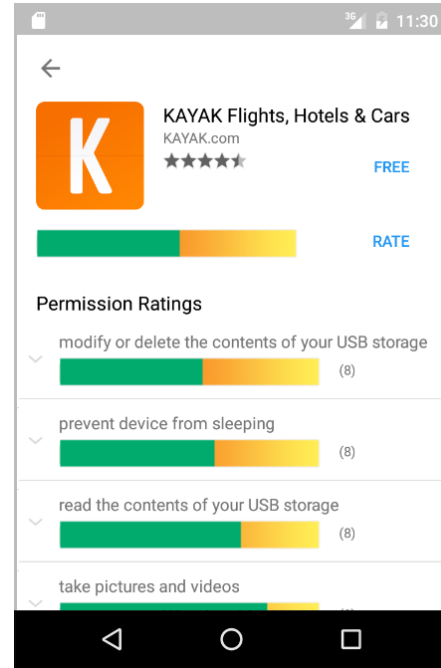 3G 11:30
K
KAYAK Flights, Hotels & Cars
KAYAK.com
FREE
RATE
Permission Ratings
modify or delete the contents of your USB storage
(8)
prevent device from sleeping
(8)
read the contents of your USB storage
(8)
take pictures and videos